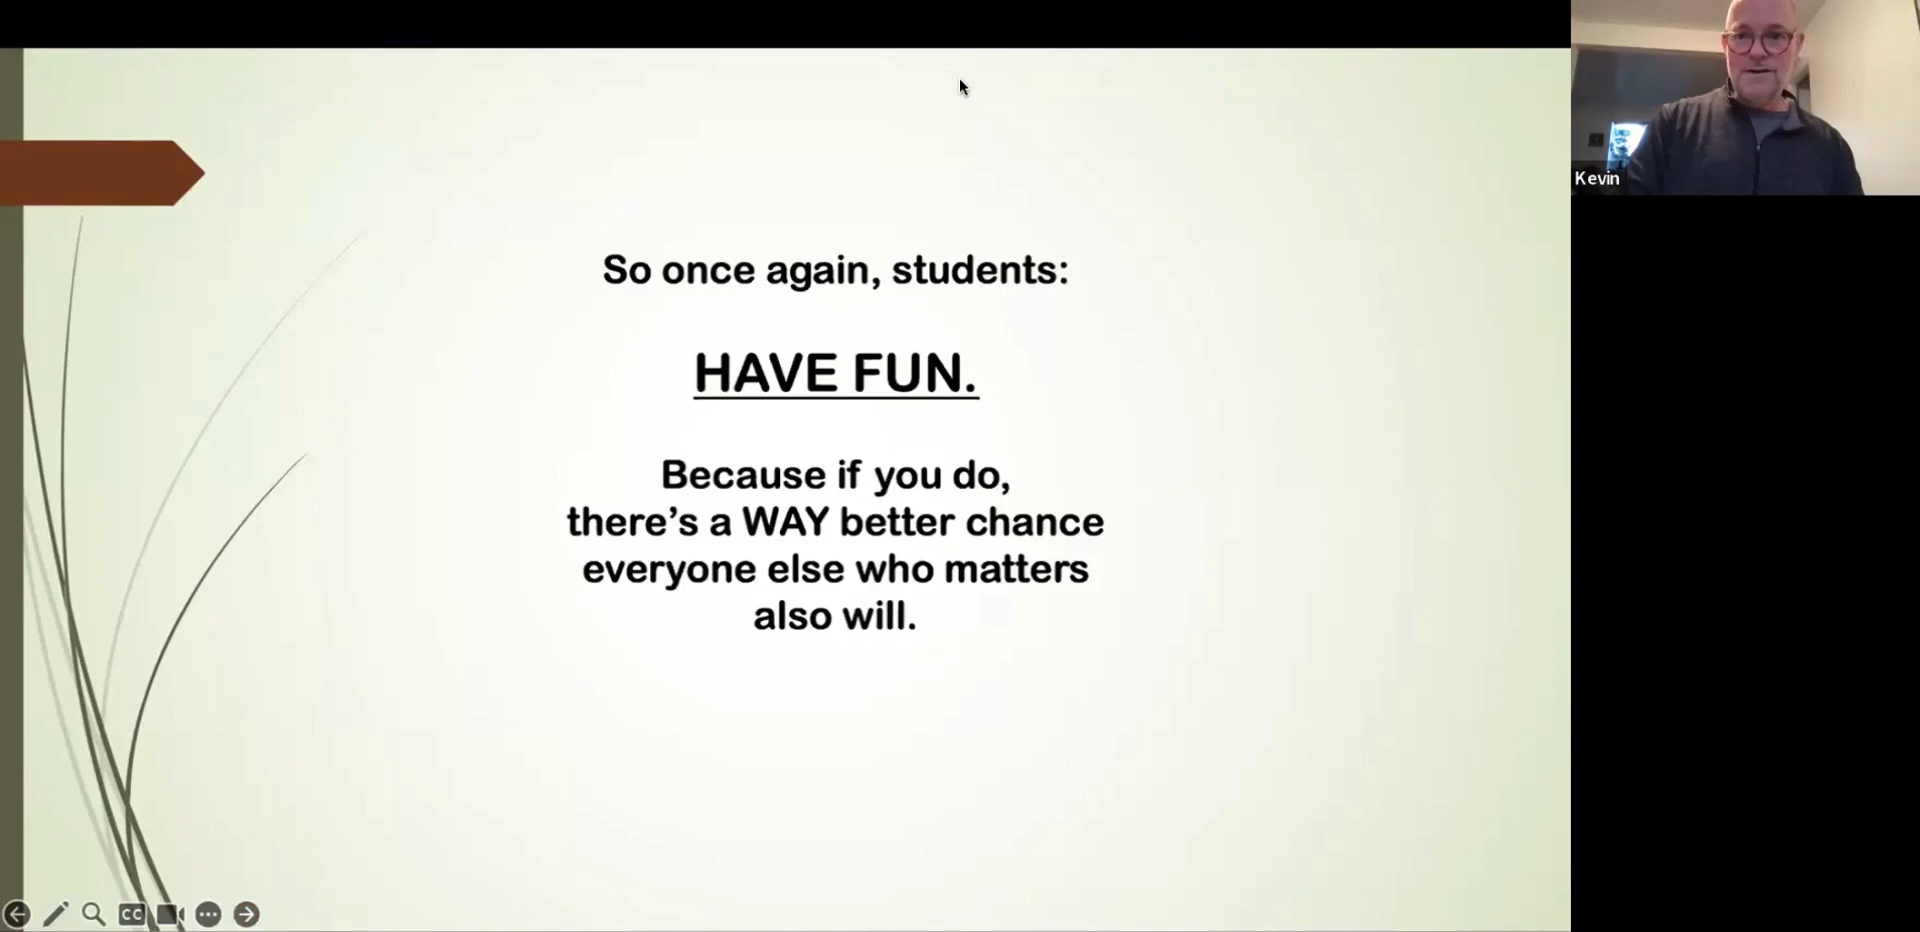 So once again, students:
HAVE FUN.
Because if you do,
there’s a WAY better chance
everyone else who matters
also will.
Kevin
CC